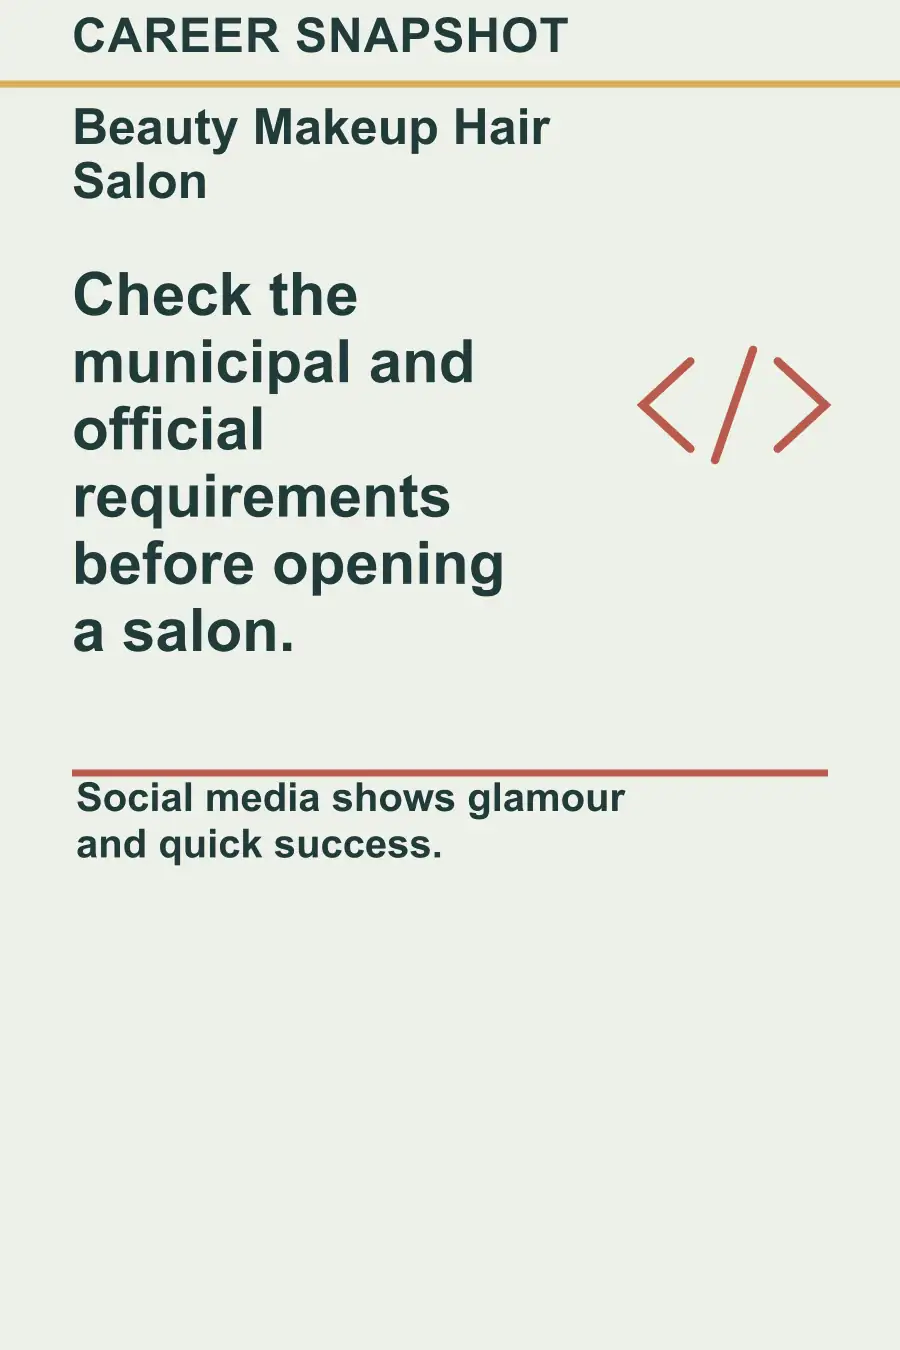 CAREER SNAPSHOT
Beauty Makeup Hair
Salon
Check the
municipal and
official
requirements
before opening
a salon.
</>
Social media shows glamour
and quick success.